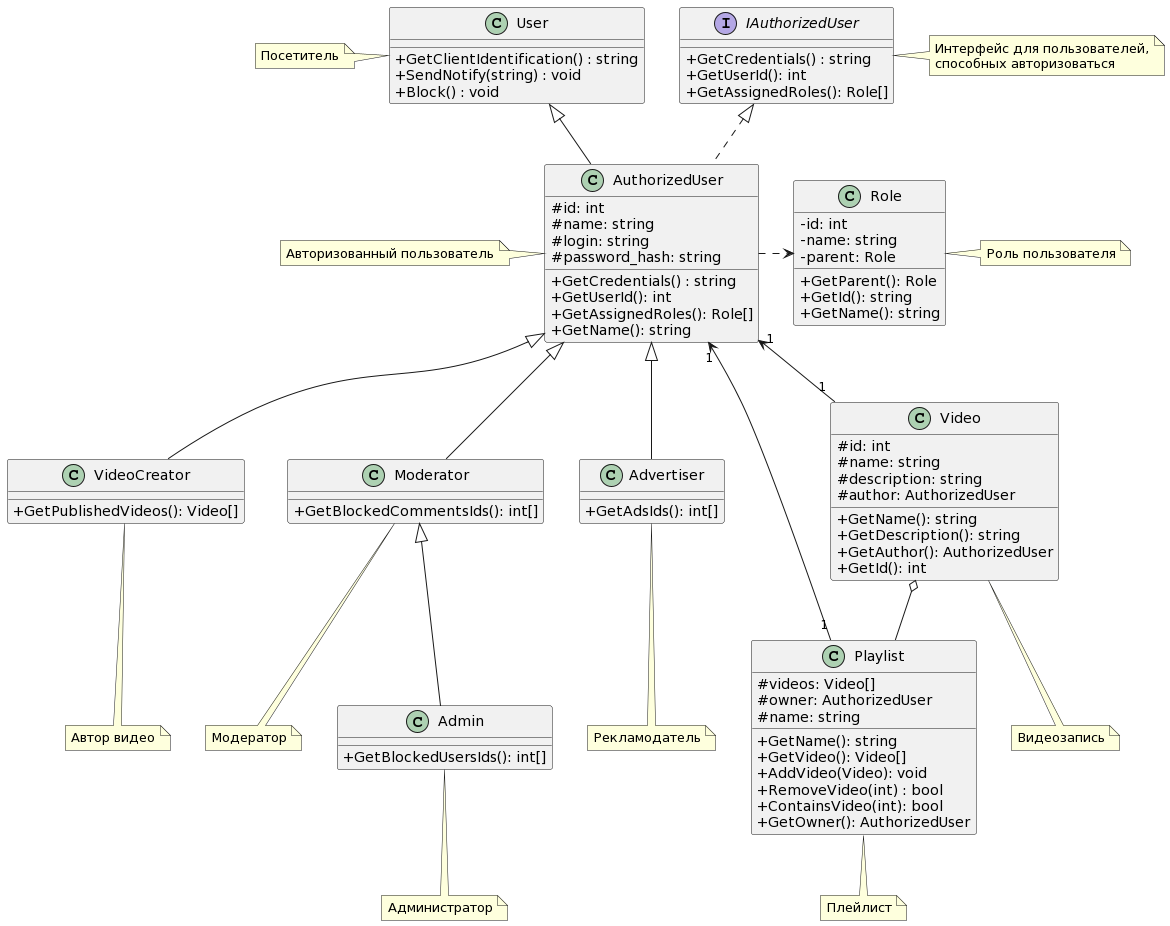 C User
+GetClientIdentification() : string
+SendNotify(string) : void
+Block() : void
Посетитель
I IAuthorizedUser
+GetCredentials() : string
+GetUserId(): int
+GetAssignedRoles(): Role[]
Интерфейс для пользователей,
способных авторизоваться
C AuthorizedUser
#id: int
#name: string
#login: string
#password_hash: string
+GetCredentials() : string
+GetUserId(): int
+GetAssignedRoles(): Role[]
+GetName(): string
Авторизованный пользователь
C Role
-id: int
-name: string
-parent: Role
+GetParent(): Role
+GetId(): string
+GetName(): string
Роль пользователя
1
1
1
1
C VideoCreator
+GetPublishedVideos(): Video[]
C Moderator
+GetBlockedCommentsIds(): int[]
C Advertiser
+GetAdsIds(): int[]
C Video
#id: int
#name: string
#description: string
#author: AuthorizedUser
+GetName(): string
+GetDescription(): string
+GetAuthor(): AuthorizedUser
+GetId(): int
Автор видео
Модератор
C Admin
+GetBlockedUsersIds(): int[]
Рекламодатель
C Playlist
#videos: Video[]
#owner: AuthorizedUser
#name: string
+GetName(): string
+GetVideo(): Video[]
+AddVideo(Video): void
+RemoveVideo(int) : bool
+ContainsVideo(int): bool
+GetOwner(): AuthorizedUser
Видеозапись
Администратор
Плейлист